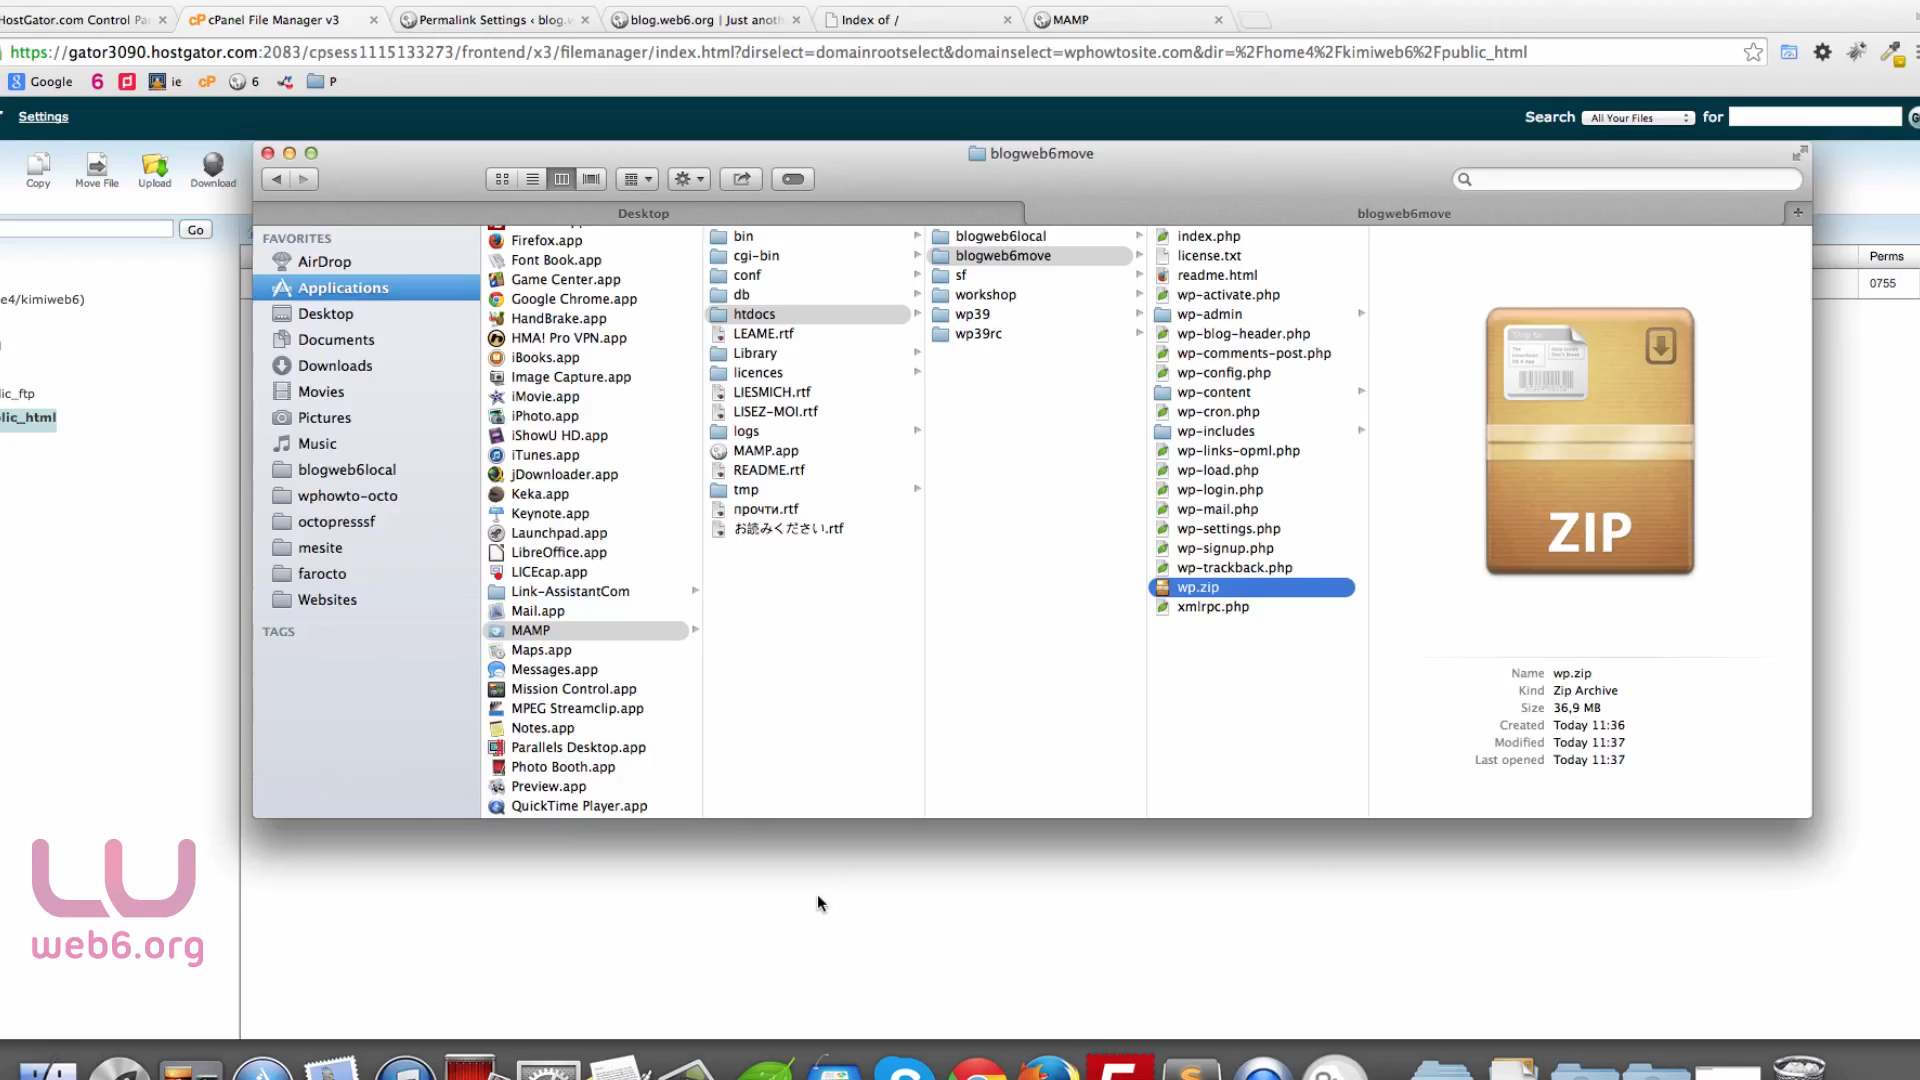 HostGator.com Control Pa
cPanel File Manager v3
Permalink Settings ‹ blog.w
blog.web6.org | Just anoth
Index of /
MAMP
https://gator3090.hostgator.com:2083/cpsess1115133273/frontend/x3/filemanager/index.html?dirselect=domainrootselect&domainselect=wphowtosite.com&dir=%2Fhome4%2Fkimiweb6%2Fpublic_html
Google
6
ie
cP
6
P
Settings
Search
All Your Files
for
Copy
Move File
Upload
Download
Go
blogweb6move
Desktop
blogweb6move
Perms
0755
e4/kimiweb6)
ic_ftp
lic_html
FAVORITES
AirDrop
Applications
Desktop
Documents
Downloads
Movies
Pictures
Music
blogweb6local
wphowto-octo
octopresssf
mesite
farocto
Websites
TAGS
Firefox.app
Font Book.app
Game Center.app
Google Chrome.app
HandBrake.app
HMA! Pro VPN.app
iBooks.app
Image Capture.app
iMovie.app
iPhoto.app
iShowU HD.app
iTunes.app
jDownloader.app
Keka.app
Keynote.app
Launchpad.app
LibreOffice.app
LICEcap.app
Link-AssistantCom
Mail.app
MAMP
Maps.app
Messages.app
Mission Control.app
MPEG Streamclip.app
Notes.app
Parallels Desktop.app
Photo Booth.app
Preview.app
QuickTime Player.app
bin
cgi-bin
conf
db
htdocs
LEAME.rtf
Library
licences
LIESMICH.rtf
LISEZ-MOI.rtf
logs
MAMP.app
README.rtf
tmp
прочти.rtf
お読みください.rtf
blogweb6local
blogweb6move
sf
workshop
wp39
wp39rc
index.php
license.txt
readme.html
wp-activate.php
wp-admin
wp-blog-header.php
wp-comments-post.php
wp-config.php
wp-content
wp-cron.php
wp-includes
wp-links-opml.php
wp-load.php
wp-login.php
wp-mail.php
wp-settings.php
wp-signup.php
wp-trackback.php
wp.zip
xmlrpc.php
ZIP
Name wp.zip
Kind Zip Archive
Size 36,9 MB
Created Today 11:36
Modified Today 11:37
Last opened Today 11:37
web6.org